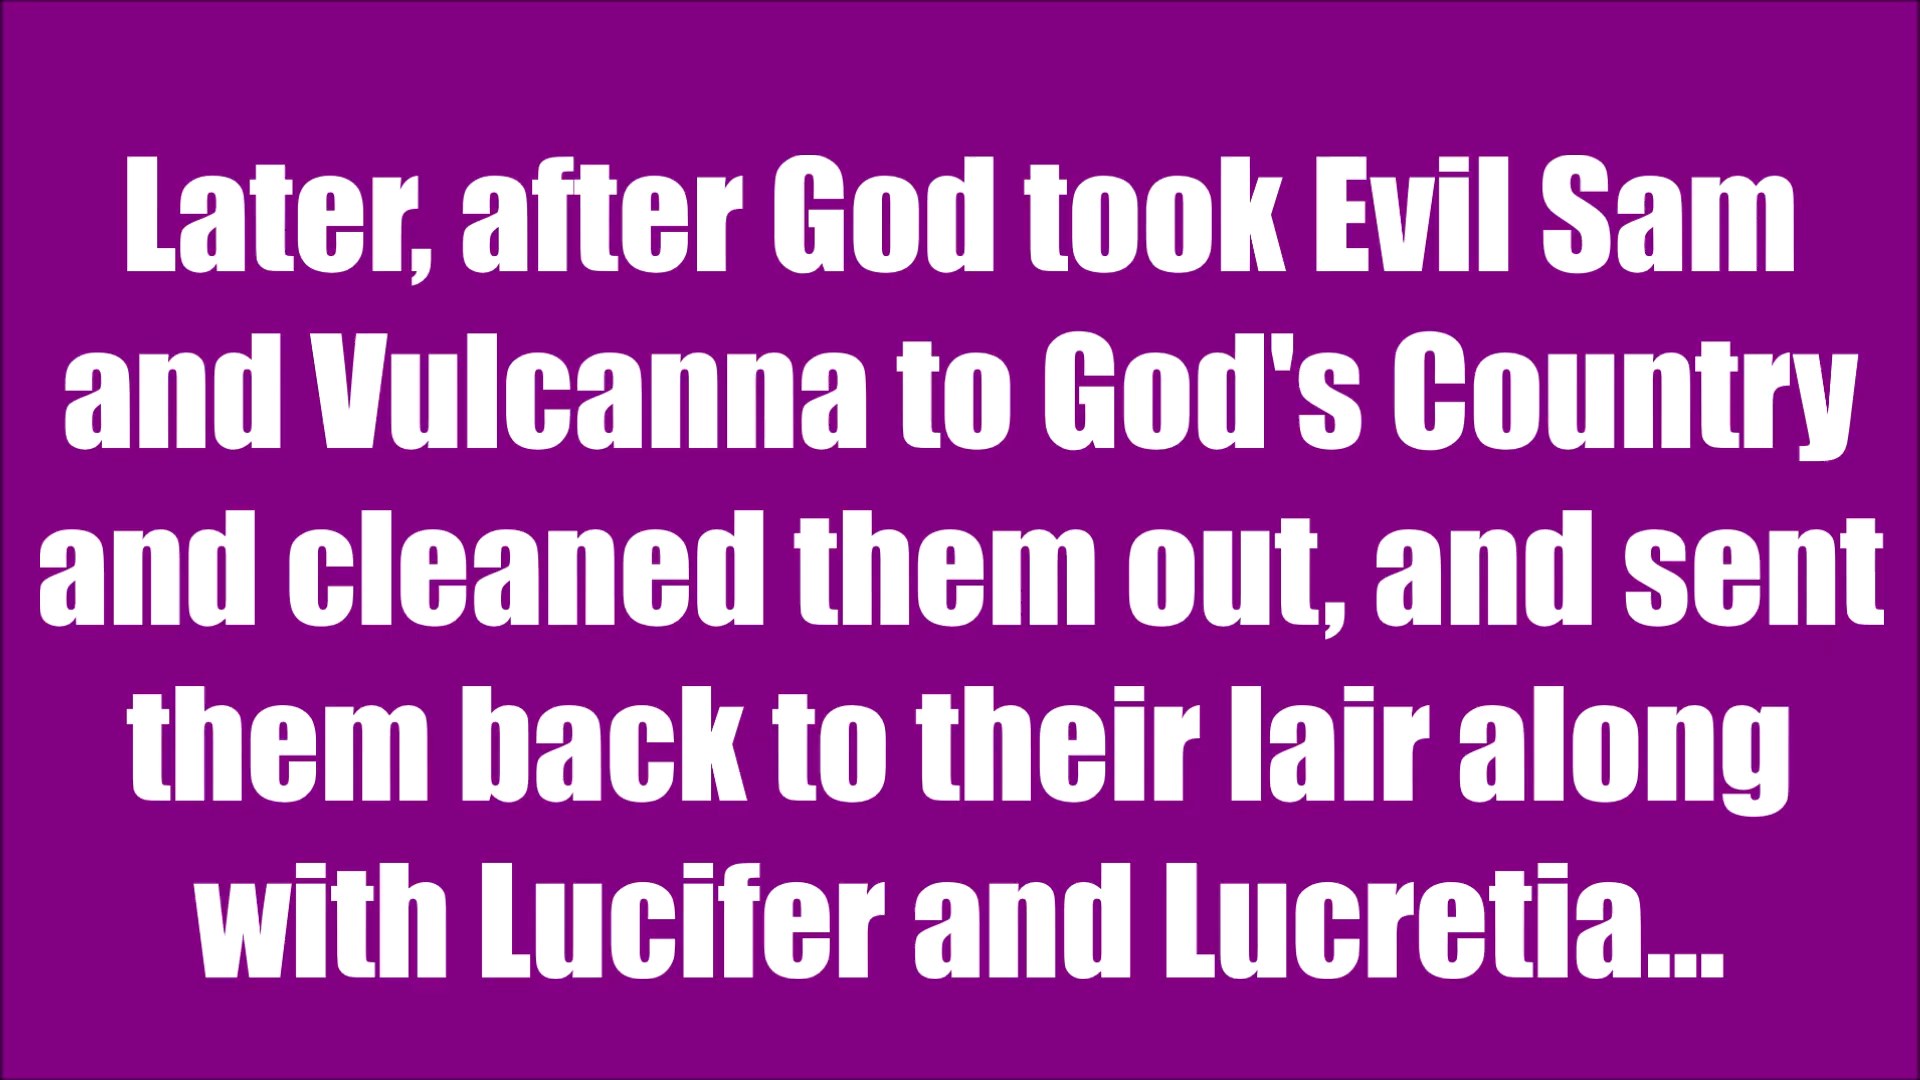 Later, after God took Evil Sam
and Vulcanna to God's Country
and cleaned them out, and sent
them back to their lair along
with Lucifer and Lucretia...